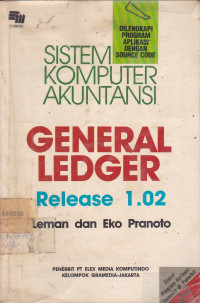 DILENGKAPI
PROGRAM
APLIKASI
DENGAN
SOURCE CODE
SISTEM
KOMPUTER
AKUNTANSI
GENERAL
LEDGER
Release 1.02
Leman dan Eko Pranoto
PENERBIT PT ELEX MEDIA KOMPUTINDO
KELOMPOK GRAMEDIA-JAKARTA